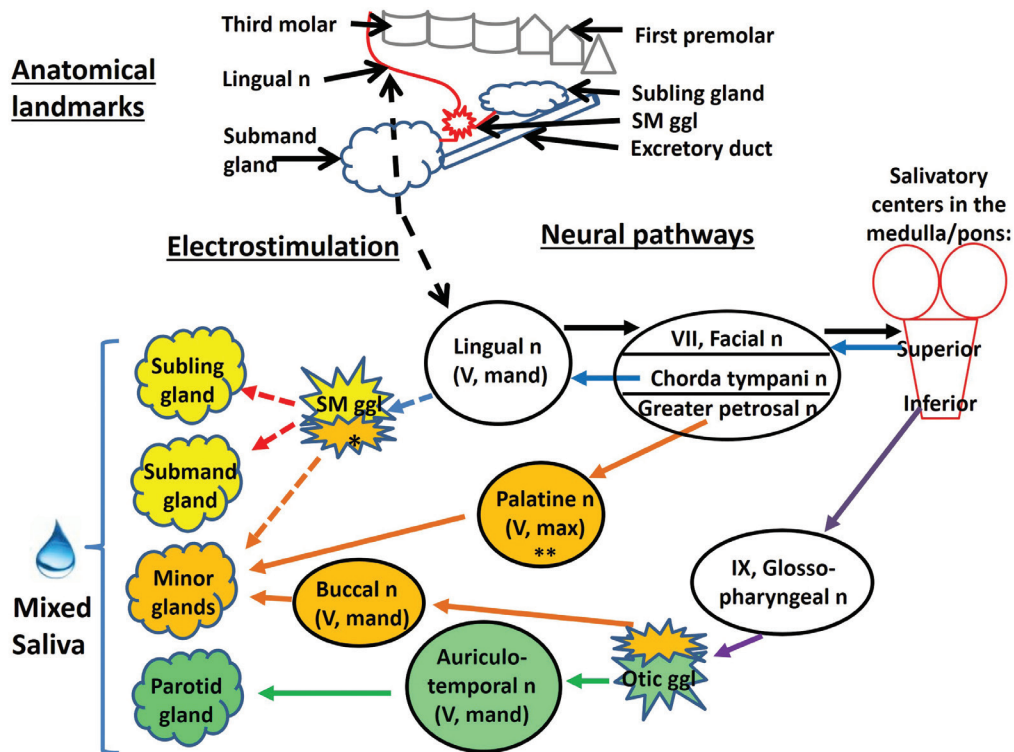 Anatomical
landmarks
Third molar
Lingual n
Submand
gland
First premolar
Subling gland
SM ggl
Excretory duct
Electrostimulation
Neural pathways
Salivatory
centers in the
medulla/pons:
Superior
Inferior
Lingual n
(V, mand)
VII, Facial n
Chorda tympani n
Greater petrosal n
Subling
gland
SM ggl
*
Submand
gland
Palatine n
(V, max)
**
IX, Glosso-
pharyngeal n
Minor
glands
Buccal n
(V, mand)
Mixed
Saliva
Auriculo-
temporal n
(V, mand)
Otic ggl
Parotid
gland